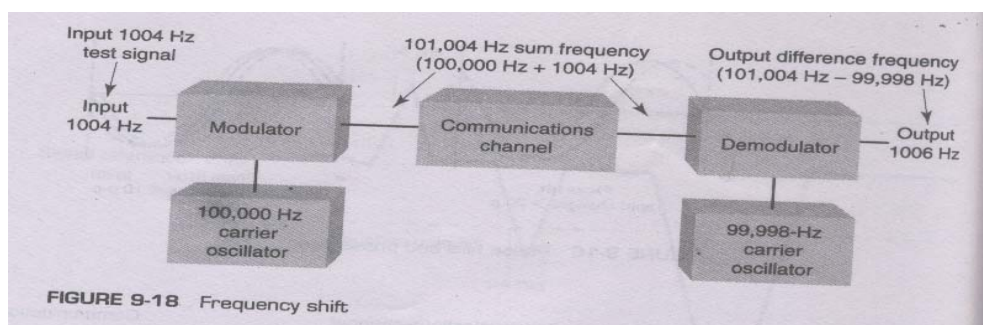 Input 1004 Hz
test signal
101,004 Hz sum frequency
(100,000 Hz + 1004 Hz)
Output difference frequency
(101,004 Hz – 99,998 Hz)
Input
1004 Hz
Modulator
Communications
channel
Demodulator
Output
1006 Hz
100,000 Hz
carrier
oscillator
99,998-Hz
carrier
oscillator
FIGURE 9-18 Frequency shift